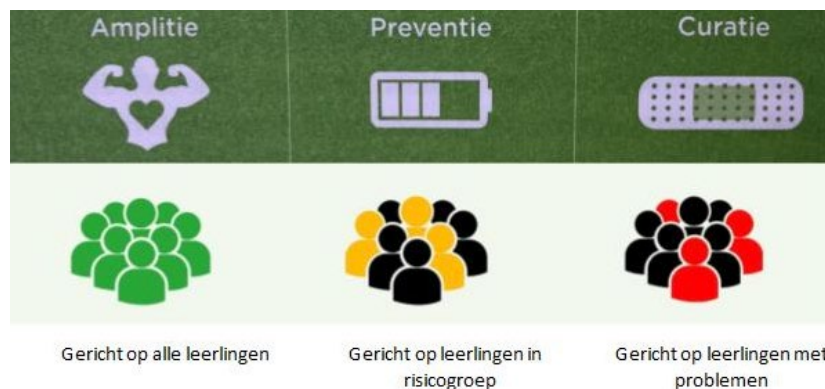 Amplitie
Preventie
Curatie
Gericht op alle leerlingen
Gericht op leerlingen in
risicogroep
Gericht op leerlingen met
problemen